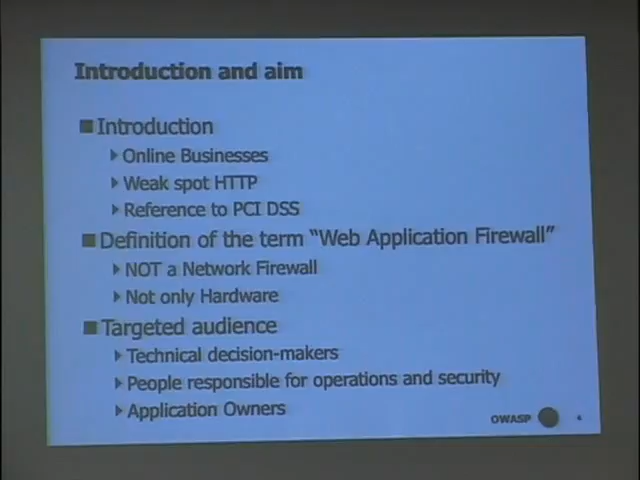 Introduction and aim
Introduction
Online Businesses
Weak spot HTTP
Reference to PCI DSS
Definition of the term “Web Application Firewall”
NOT a Network Firewall
Not only Hardware
Targeted audience
Technical decision-makers
People responsible for operations and security
Application Owners
OWASP